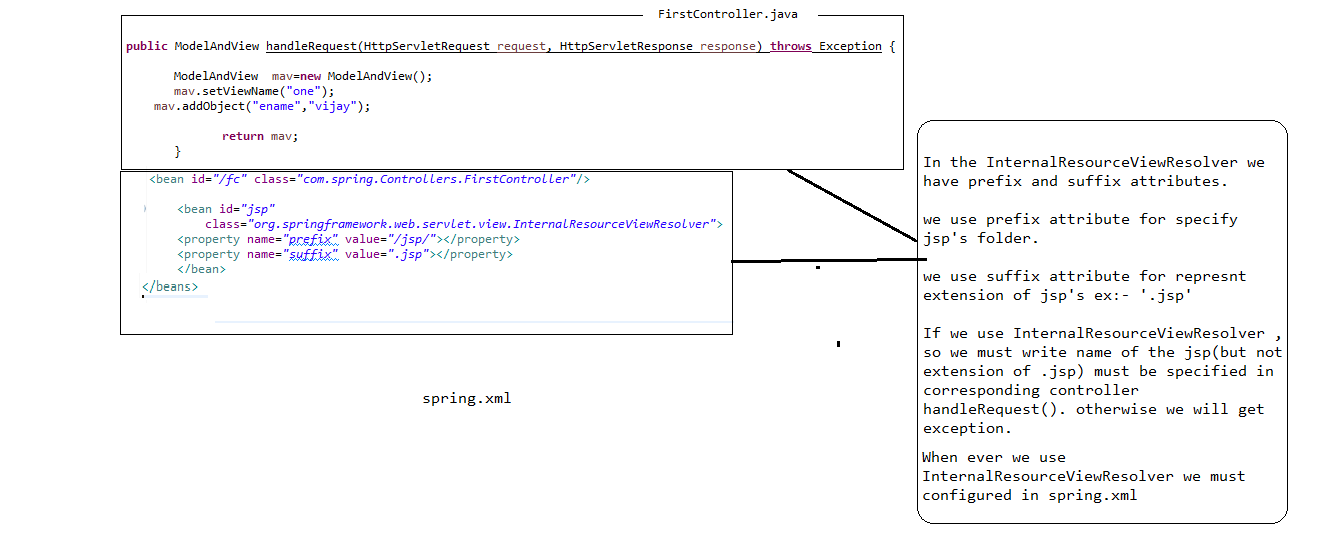 FirstController.java
public ModelAndView handleRequest(HttpServletRequest request, HttpServletResponse response) throws Exception {
ModelAndView mav=new ModelAndView();
mav.setViewName("one");
mav.addObject("ename","vijay");
return mav;
}
<bean id="/fc" class="com.spring.Controllers.FirstController"/>
<bean id="jsp"
class="org.springframework.web.servlet.view.InternalResourceViewResolver">
<property name="prefix" value="/jsp/"></property>
<property name="suffix" value=".jsp"></property>
</bean>
</beans>
spring.xml
In the InternalResourceViewResolver we
have prefix and suffix attributes.
we use prefix attribute for specify
jsp's folder.
we use suffix attribute for represnt
extension of jsp's ex:- '.jsp'
If we use InternalResourceViewResolver ,
so we must write name of the jsp(but not
extension of .jsp) must be specified in
corresponding controller
handleRequest(). otherwise we will get
exception.
When ever we use
InternalResourceViewResolver we must
configured in spring.xml